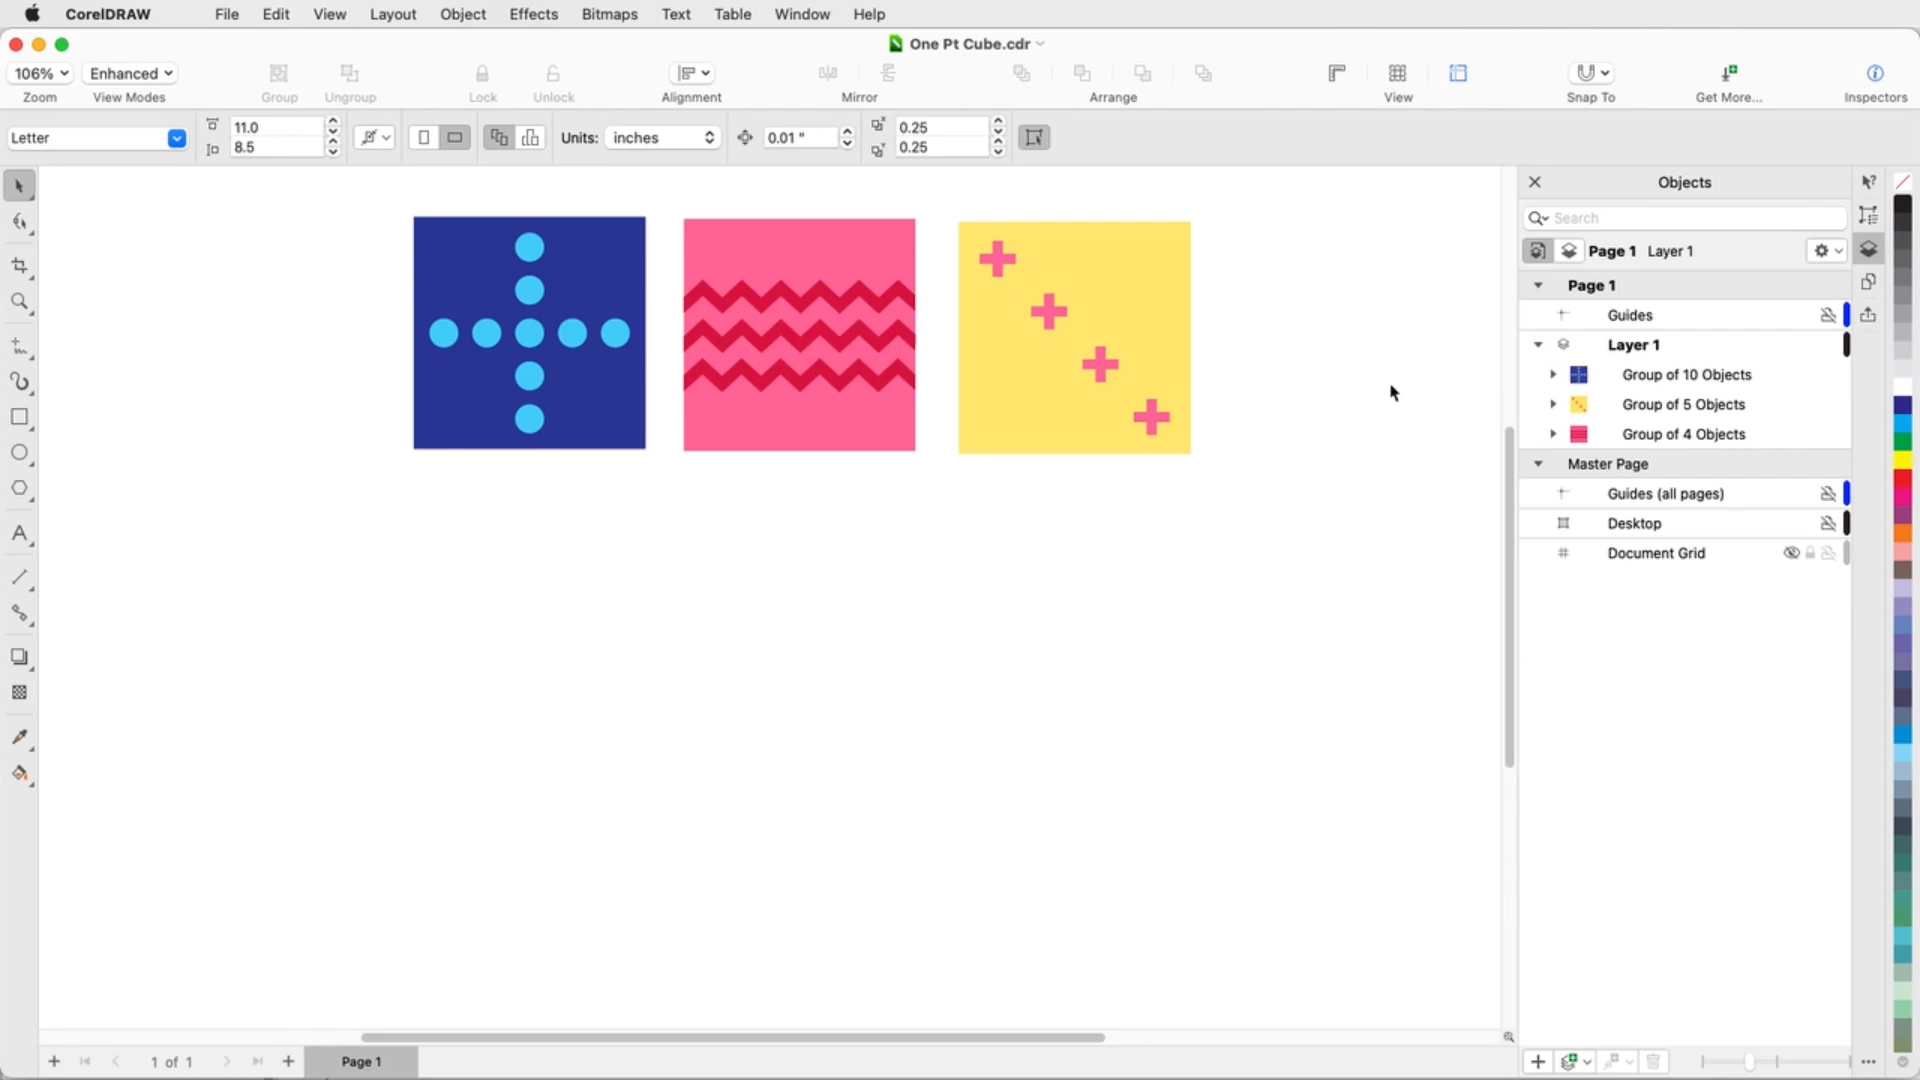 CorelDRAW File Edit View Layout Object Effects Bitmaps Text Table Window Help
One Pt Cube.cdr
106% Enhanced
Zoom View Modes Group Ungroup Lock Unlock Alignment Mirror Arrange View Snap To Get More... Inspectors
Letter 11.0 8.5 Units: inches 0.01 " 0.25 0.25
Objects
Search
Page 1 Layer 1
Page 1
Guides
Layer 1
Group of 10 Objects
Group of 5 Objects
Group of 4 Objects
Master Page
Guides (all pages)
Desktop
Document Grid
1 of 1 Page 1